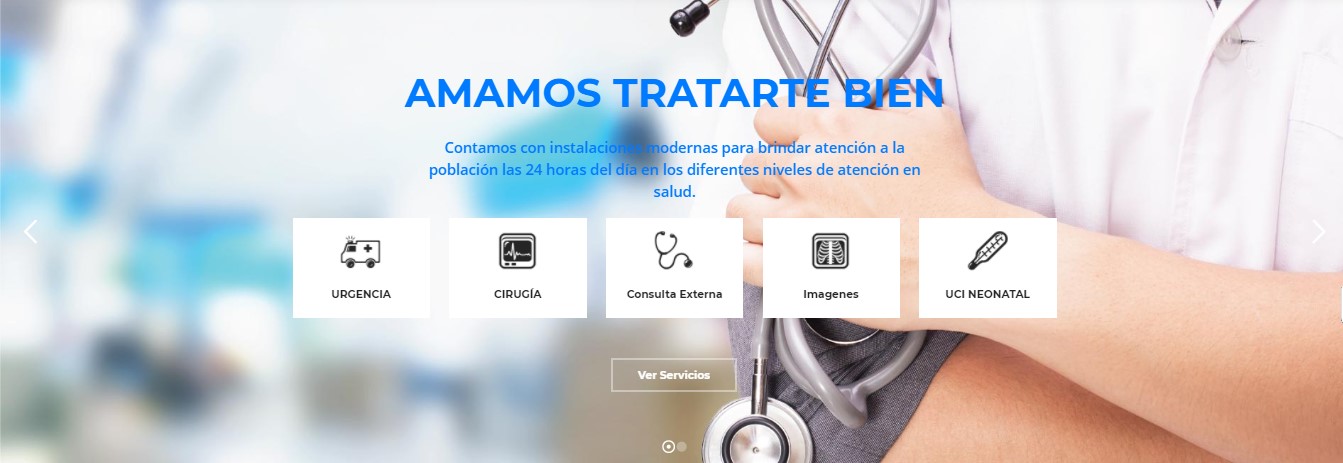 AMAMOS TRATARTE BIEN
Contamos con instalaciones modernas para brindar atención a la
población las 24 horas del día en los diferentes niveles de atención en
salud.
URGENCIA
CIRUGÍA
Consulta Externa
Imagenes
UCI NEONATAL
Ver Servicios